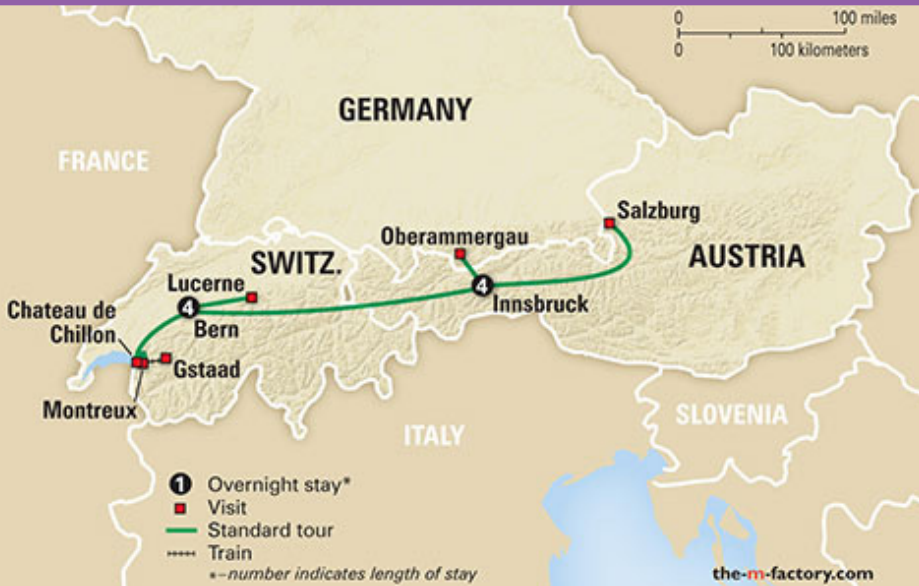 0 100 miles
0 100 kilometers
GERMANY
FRANCE
Salzburg
Oberammergau
AUSTRIA
SWITZ.
Lucerne
4
Innsbruck
Chateau de
Chillon
4
Bern
Gstaad
Montreux
SLOVENIA
ITALY
1 Overnight stay*
Visit
Standard tour
Train
*–number indicates length of stay
the-m-factory.com